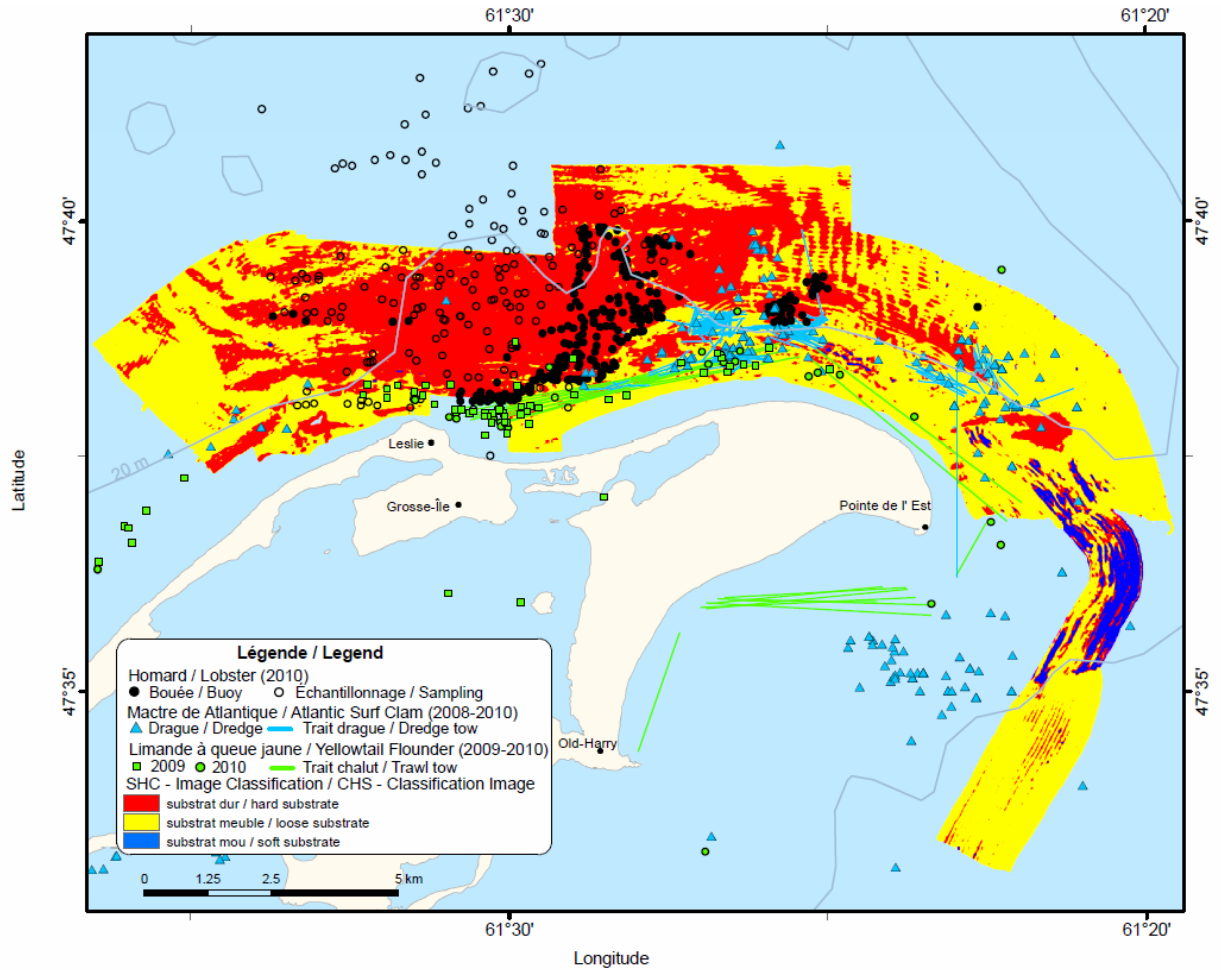 61°30' 61°20'
47°40' 47°40'
20 m
Leslie
Grosse-Île
Pointe de l' Est
Latitude
Légende / Legend
Homard / Lobster (2010)
Bouée / Buoy Échantillonnage / Sampling
Mactre de Atlantique / Atlantic Surf Clam (2008-2010)
Drague / Dredge Trait drague / Dredge tow
Limande à queue jaune / Yellowtail Flounder (2009-2010)
2009 2010 Trait chalut / Trawl tow
SHC - Image Classification / CHS - Classification Image
substrat dur / hard substrate
substrat meuble / loose substrate
substrat mou / soft substrate
47°35' 47°35'
Old-Harry
0 1.25 2.5 5 km
61°30' 61°20'
Longitude